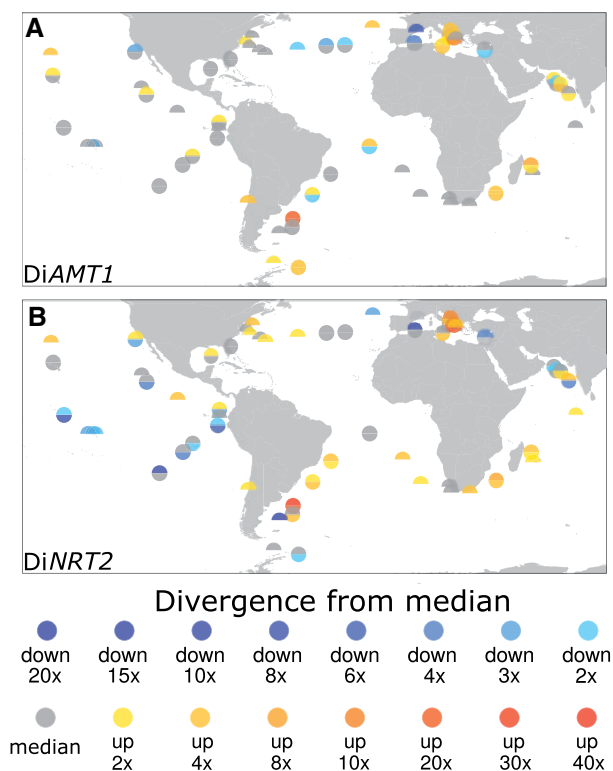 A
DiAMT1
B
DiNRT2
Divergence from median
down 20x
down 15x
down 10x
down 8x
down 6x
down 4x
down 3x
down 2x
median
up 2x
up 4x
up 8x
up 10x
up 20x
up 30x
up 40x